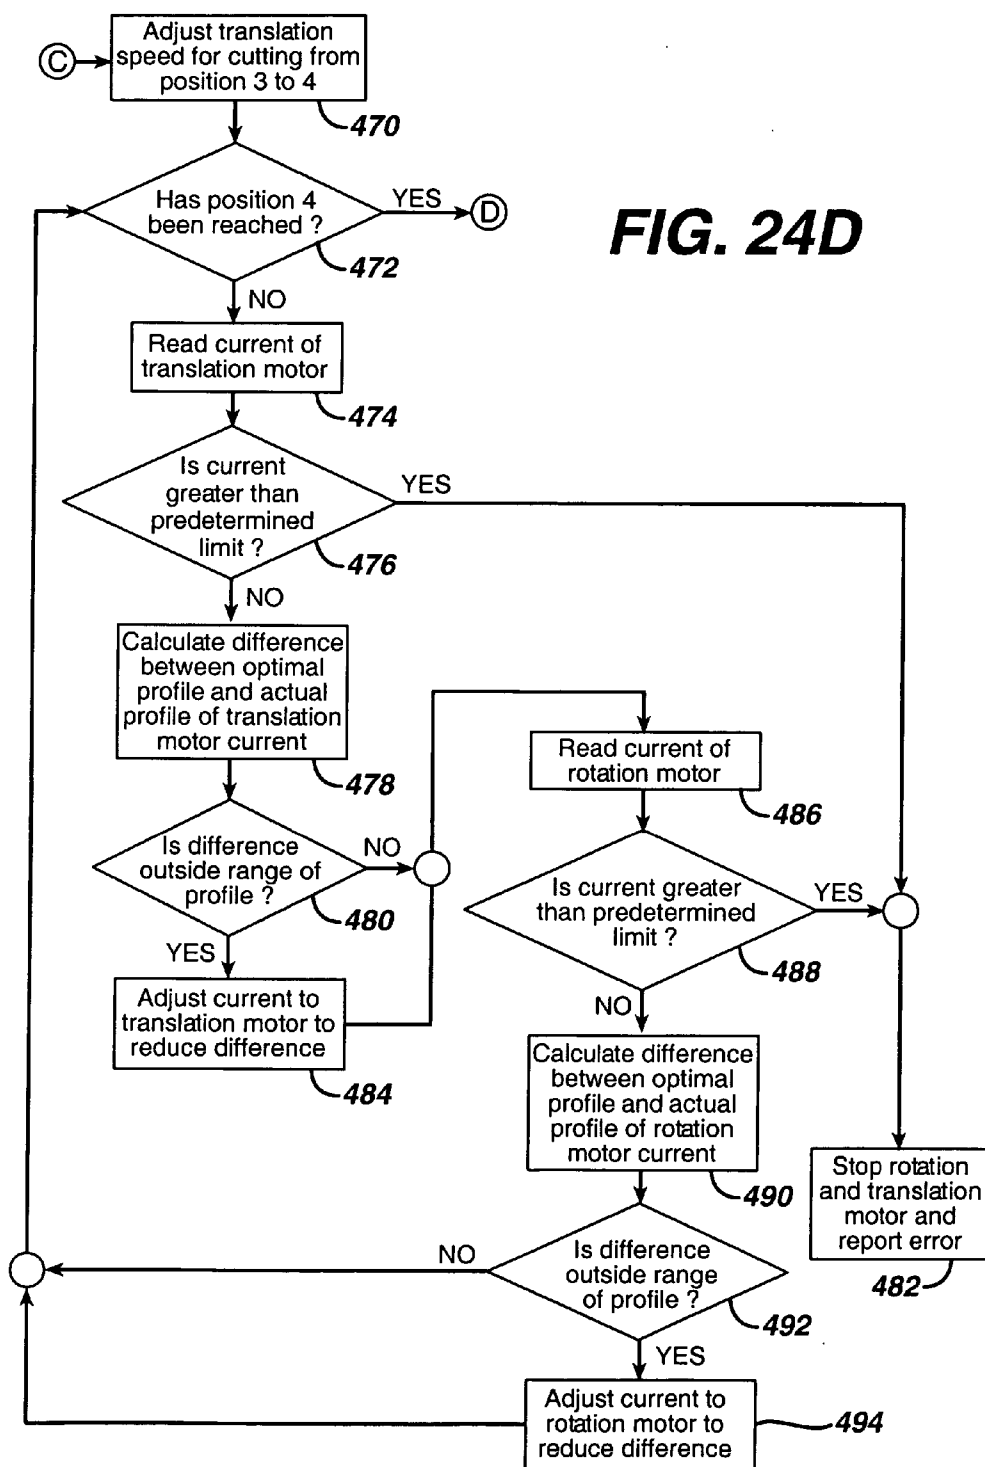 Adjust translation
speed for cutting from
position 3 to 4
C
470
Has position 4
been reached ?
YES
D
472
FIG. 24D
NO
Read current of
translation motor
474
Is current
greater than
predetermined
limit ?
YES
476
NO
Calculate difference
between optimal
profile and actual
profile of translation
motor current
478
Is difference
outside range of
profile ?
NO
480
YES
Adjust current to
translation motor to
reduce difference
484
Read current of
rotation motor
486
Is current greater
than predetermined
limit ?
YES
488
NO
Calculate difference
between optimal
profile and actual
profile of rotation
motor current
490
Stop rotation
and translation
motor and
report error
482
Is difference
outside range
of profile ?
NO
492
YES
Adjust current to
rotation motor to
reduce difference
494